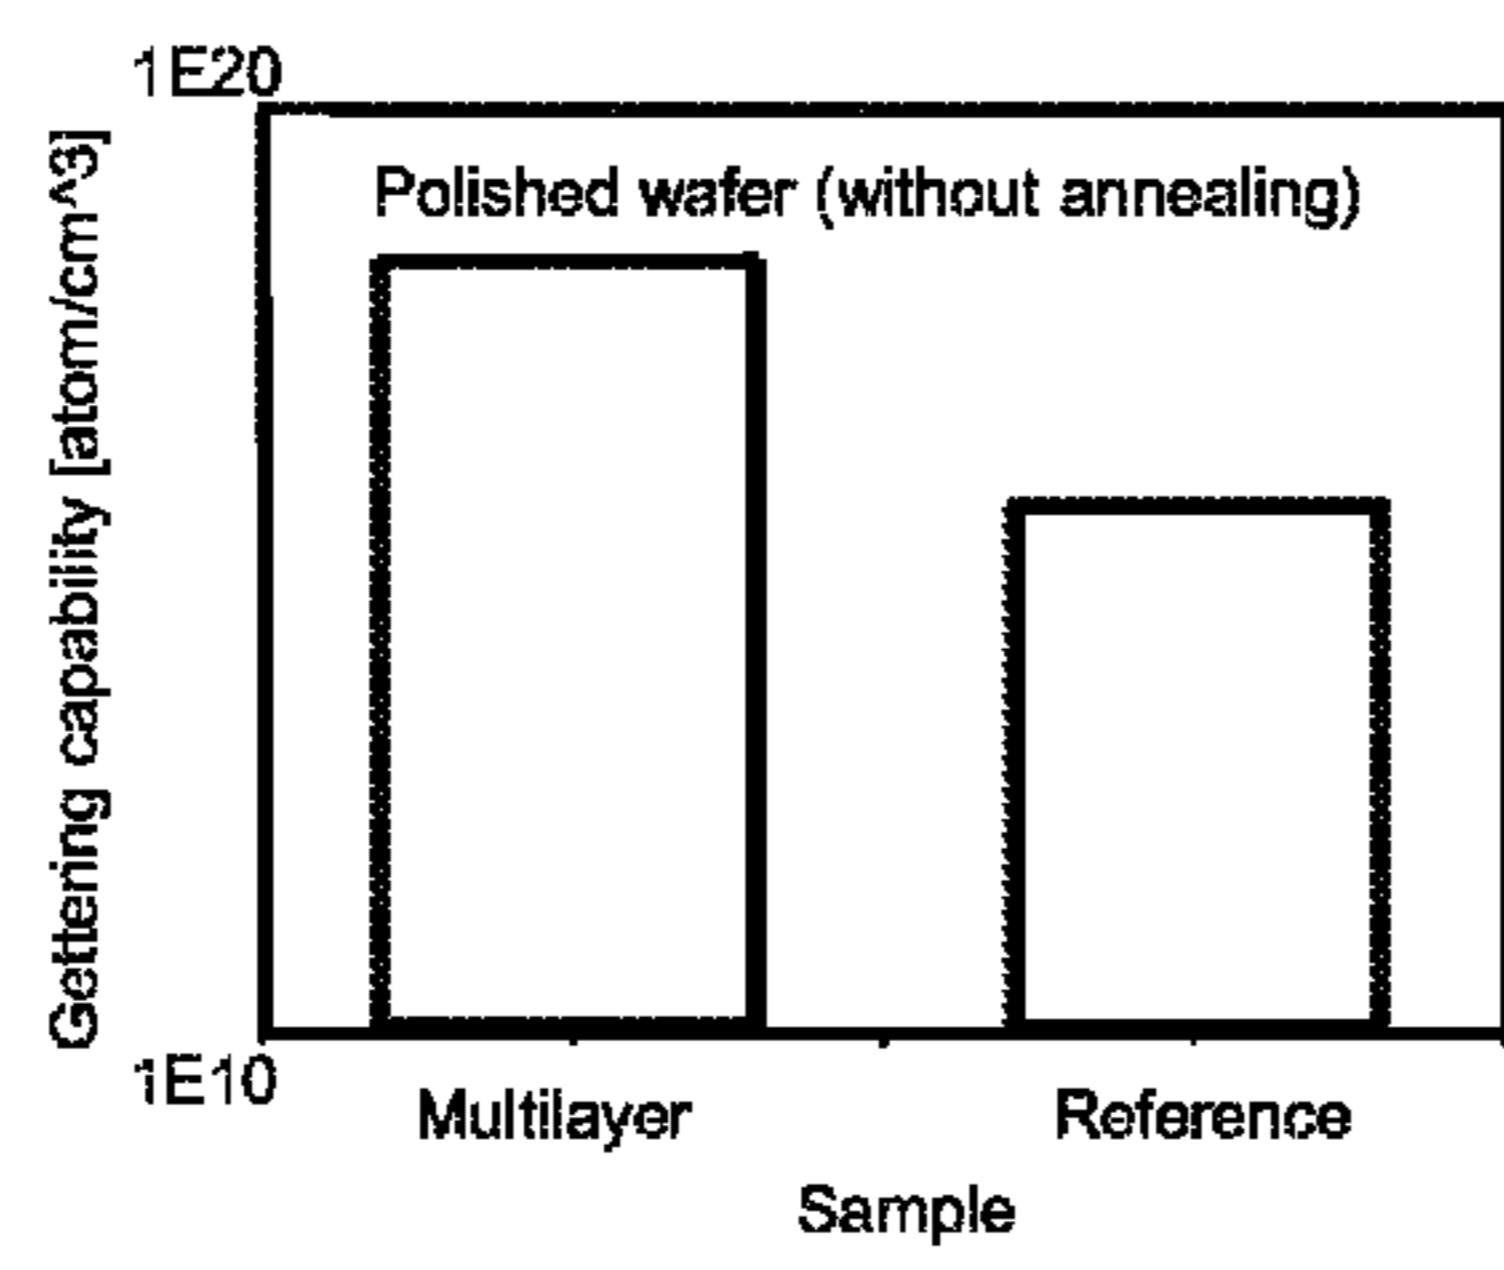 1E20
Polished wafer (without annealing)
Gettering capability [atom/cm^3]
1E10
Multilayer
Reference
Sample